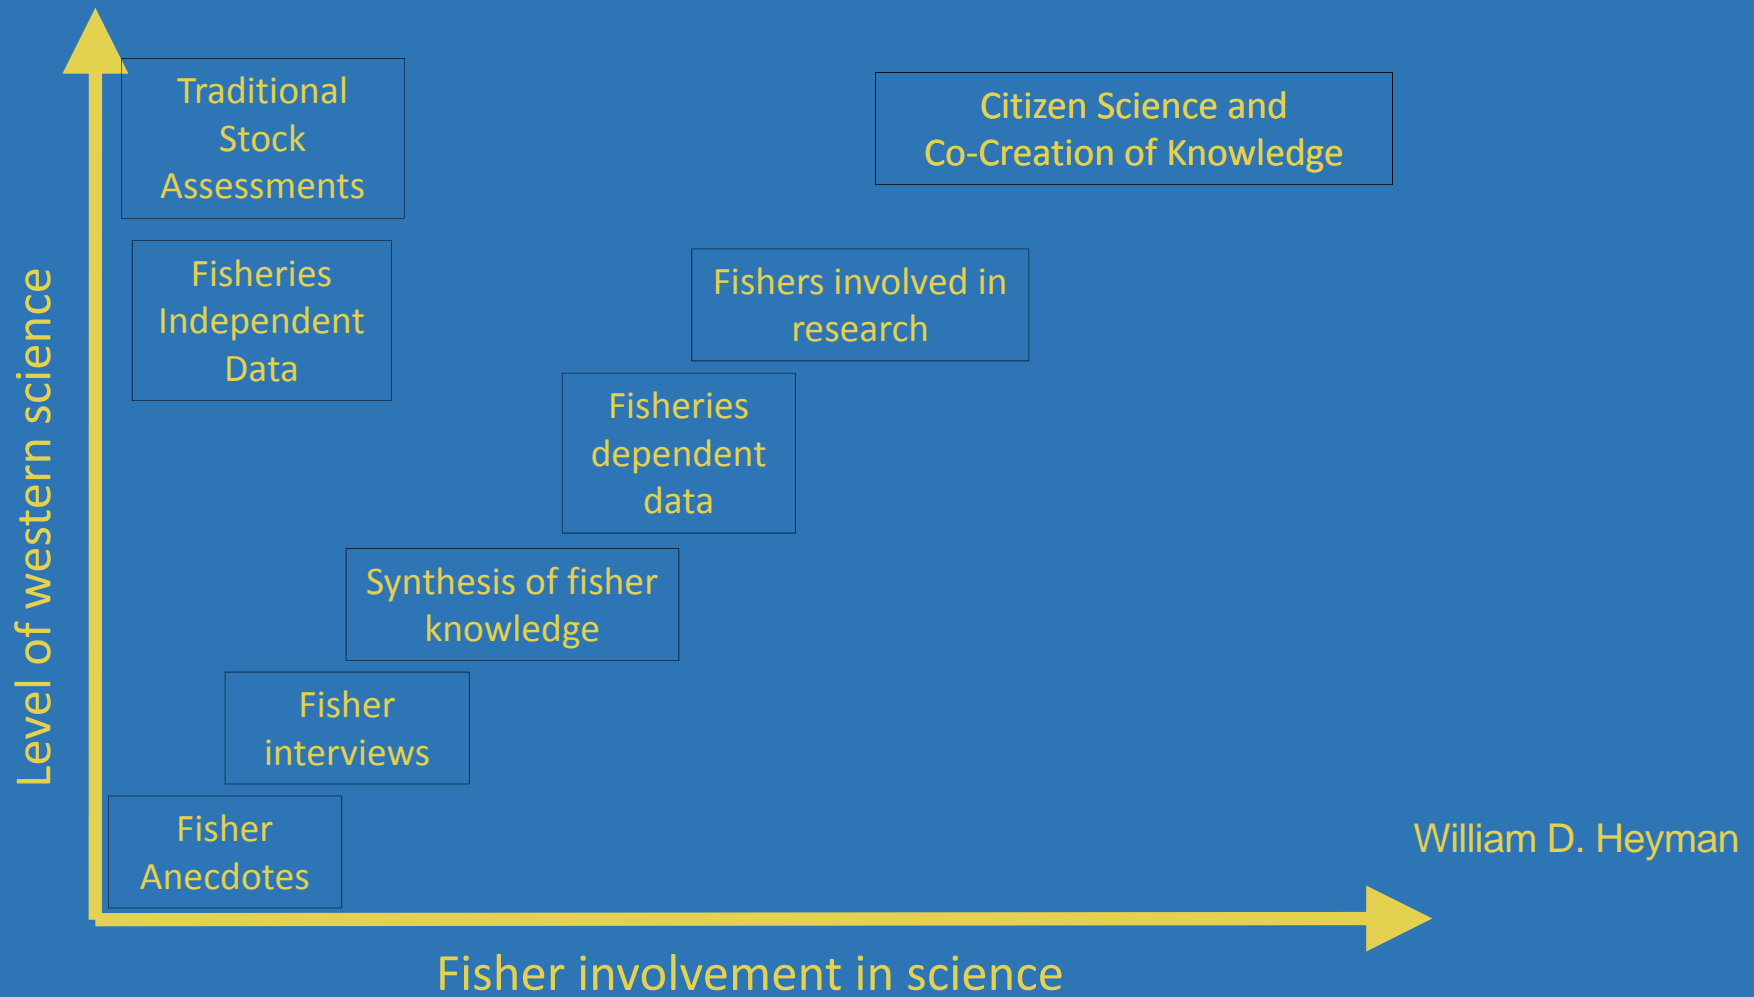 Level of western science
Traditional
Stock
Assessments
Citizen Science and
Co-Creation of Knowledge
Fisheries
Independent
Data
Fishers involved in
research
Fisheries
dependent
data
Synthesis of fisher
knowledge
Fisher
interviews
Fisher
Anecdotes
William D. Heyman
Fisher involvement in science